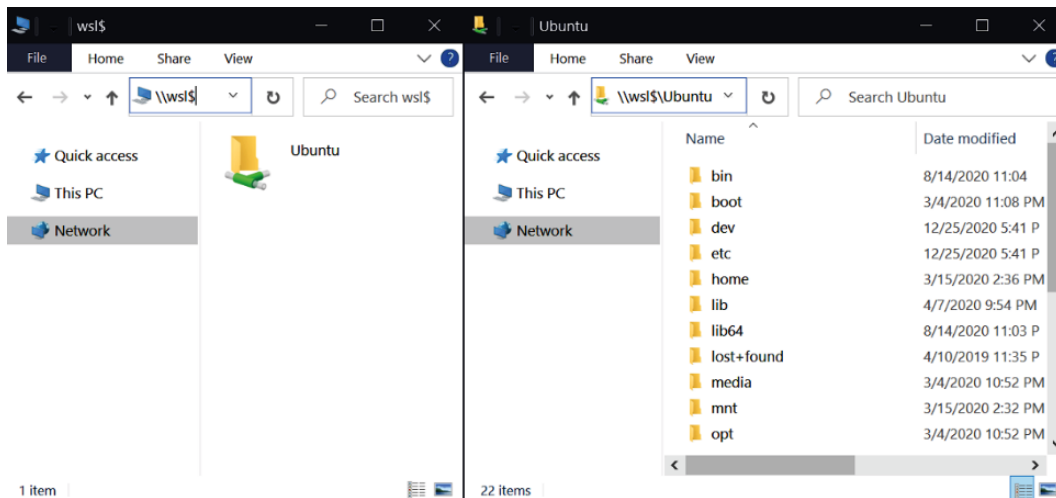 wsl$
File Home Share View
\\wsl$
Search wsl$
Quick access
This PC
Network
Ubuntu
1 item
Ubuntu
File Home Share View
\\wsl$\Ubuntu
Search Ubuntu
Quick access
This PC
Network
Name Date modified
bin 8/14/2020 11:04
boot 3/4/2020 11:08 PM
dev 12/25/2020 5:41 P
etc 12/25/2020 5:41 P
home 3/15/2020 2:36 PM
lib 4/7/2020 9:54 PM
lib64 8/14/2020 11:03 P
lost+found 4/10/2019 11:35 P
media 3/4/2020 10:52 PM
mnt 3/15/2020 2:32 PM
opt 3/4/2020 10:52 PM
22 items